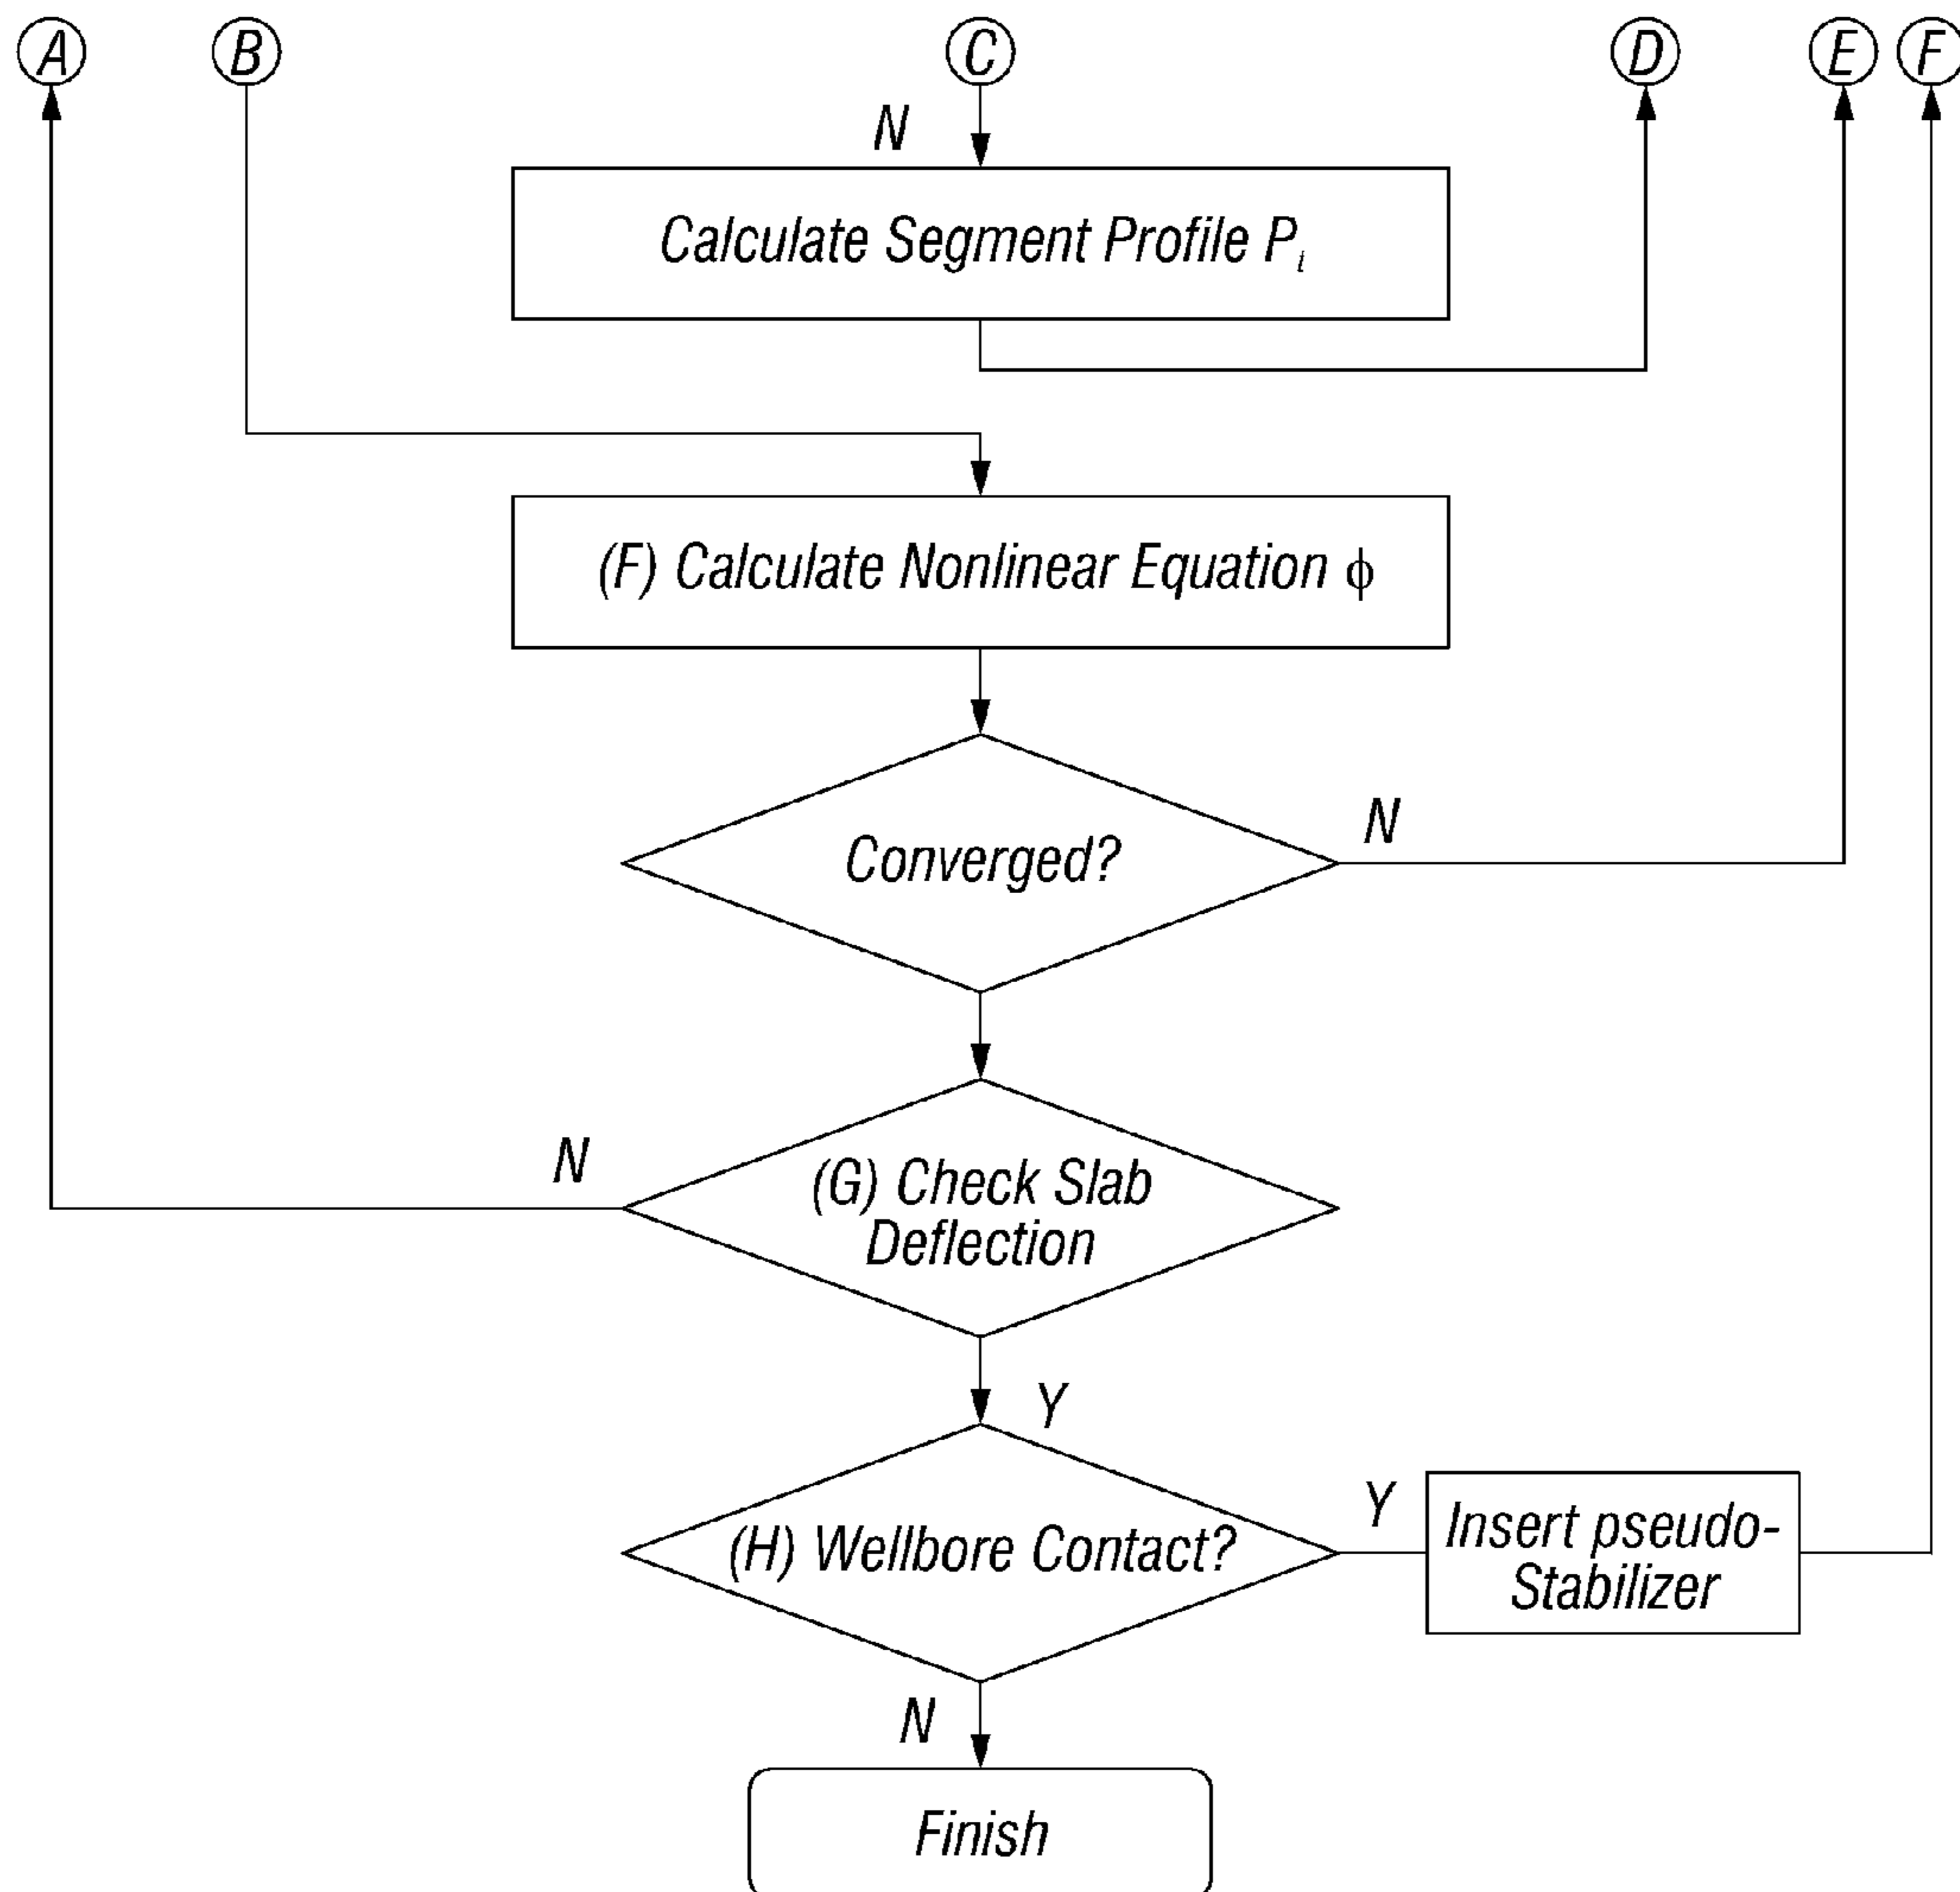 A
B
C
D
E
F
N
Calculate Segment Profile Pᵢ
(F) Calculate Nonlinear Equation ϕ
Converged?
N
N
(G) Check Slab
Deflection
Y
(H) Wellbore Contact?
Y
Insert pseudo-
Stabilizer
N
Finish